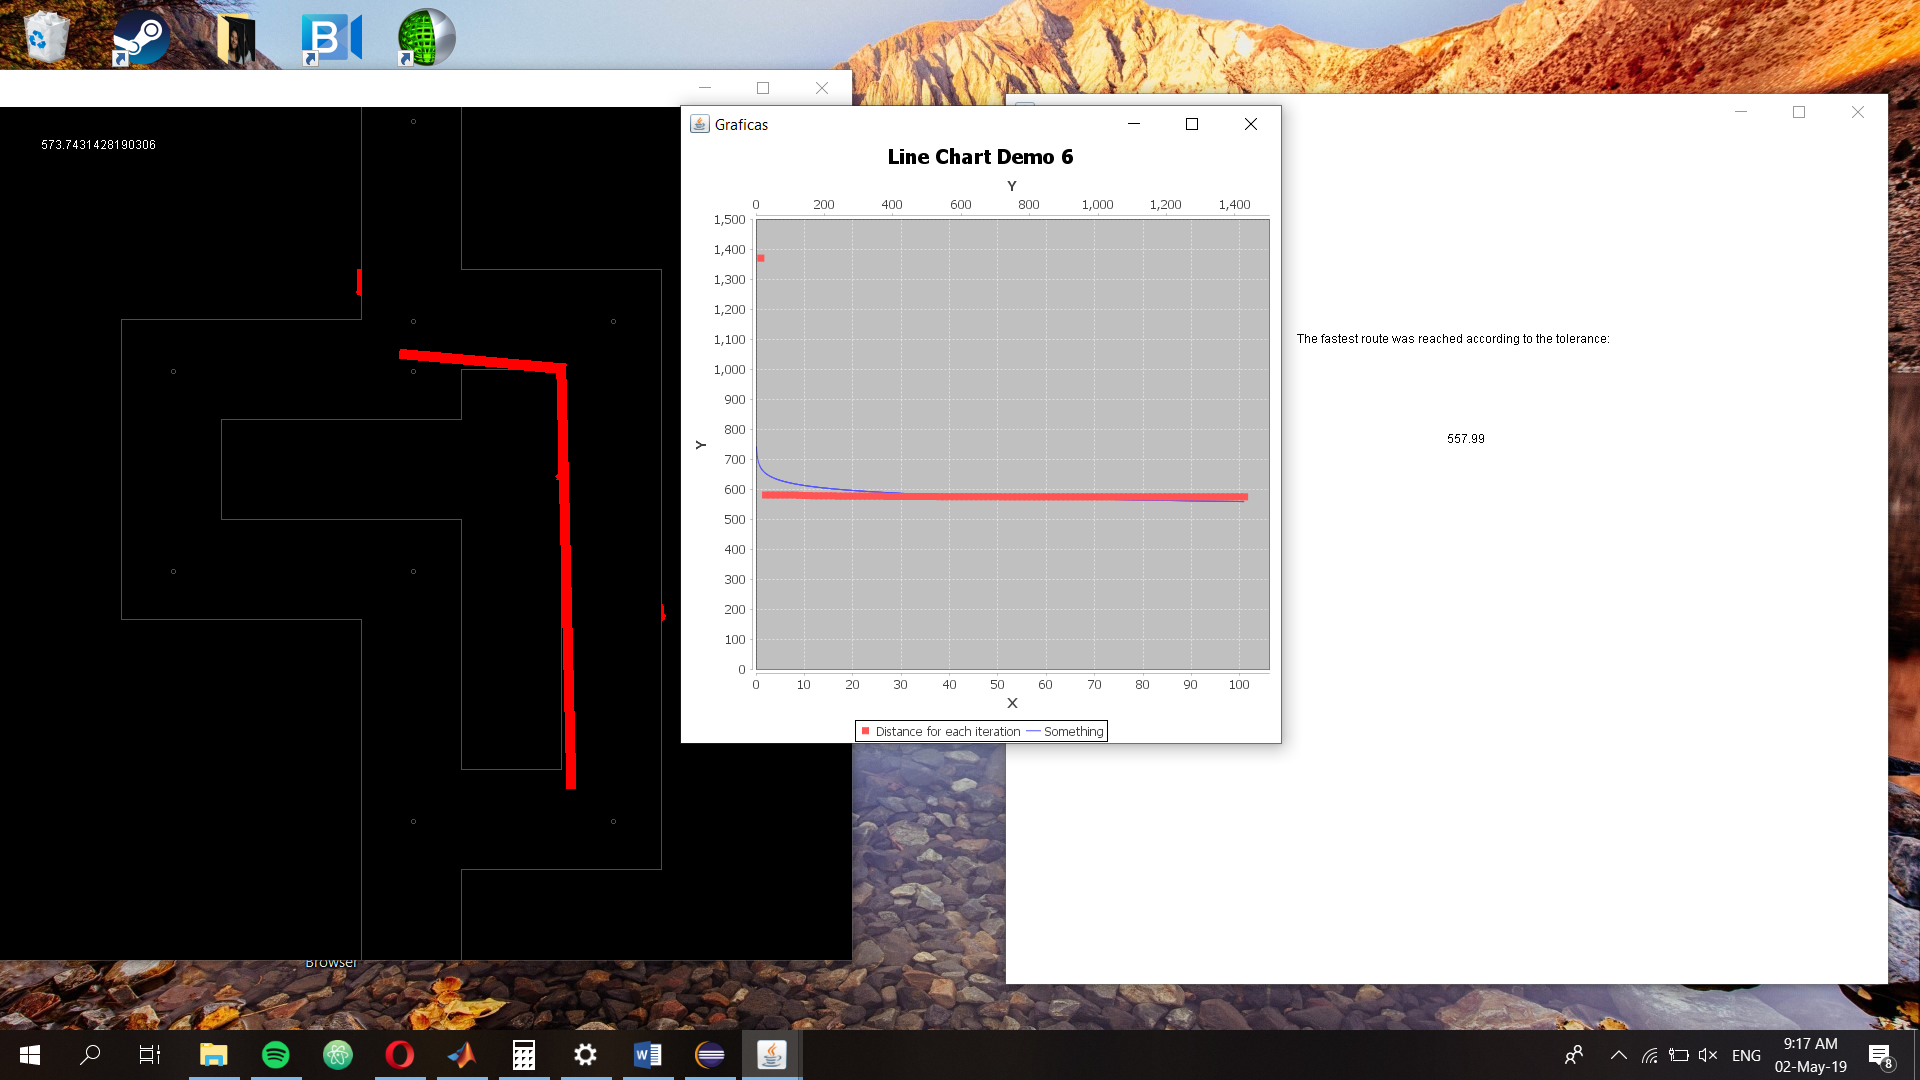 573.7431428190306
Graficas
Line Chart Demo 6
Y
0 200 400 600 800 1,000 1,200 1,400
1,500
1,400
1,300
1,200
1,100
1,000
900
800
700
600
500
400
300
200
100
0
Y
0 10 20 30 40 50 60 70 80 90 100
X
Distance for each iteration Something
The fastest route was reached according to the tolerance:
557.99
Browser
ENG
9:17 AM
02-May-19
8